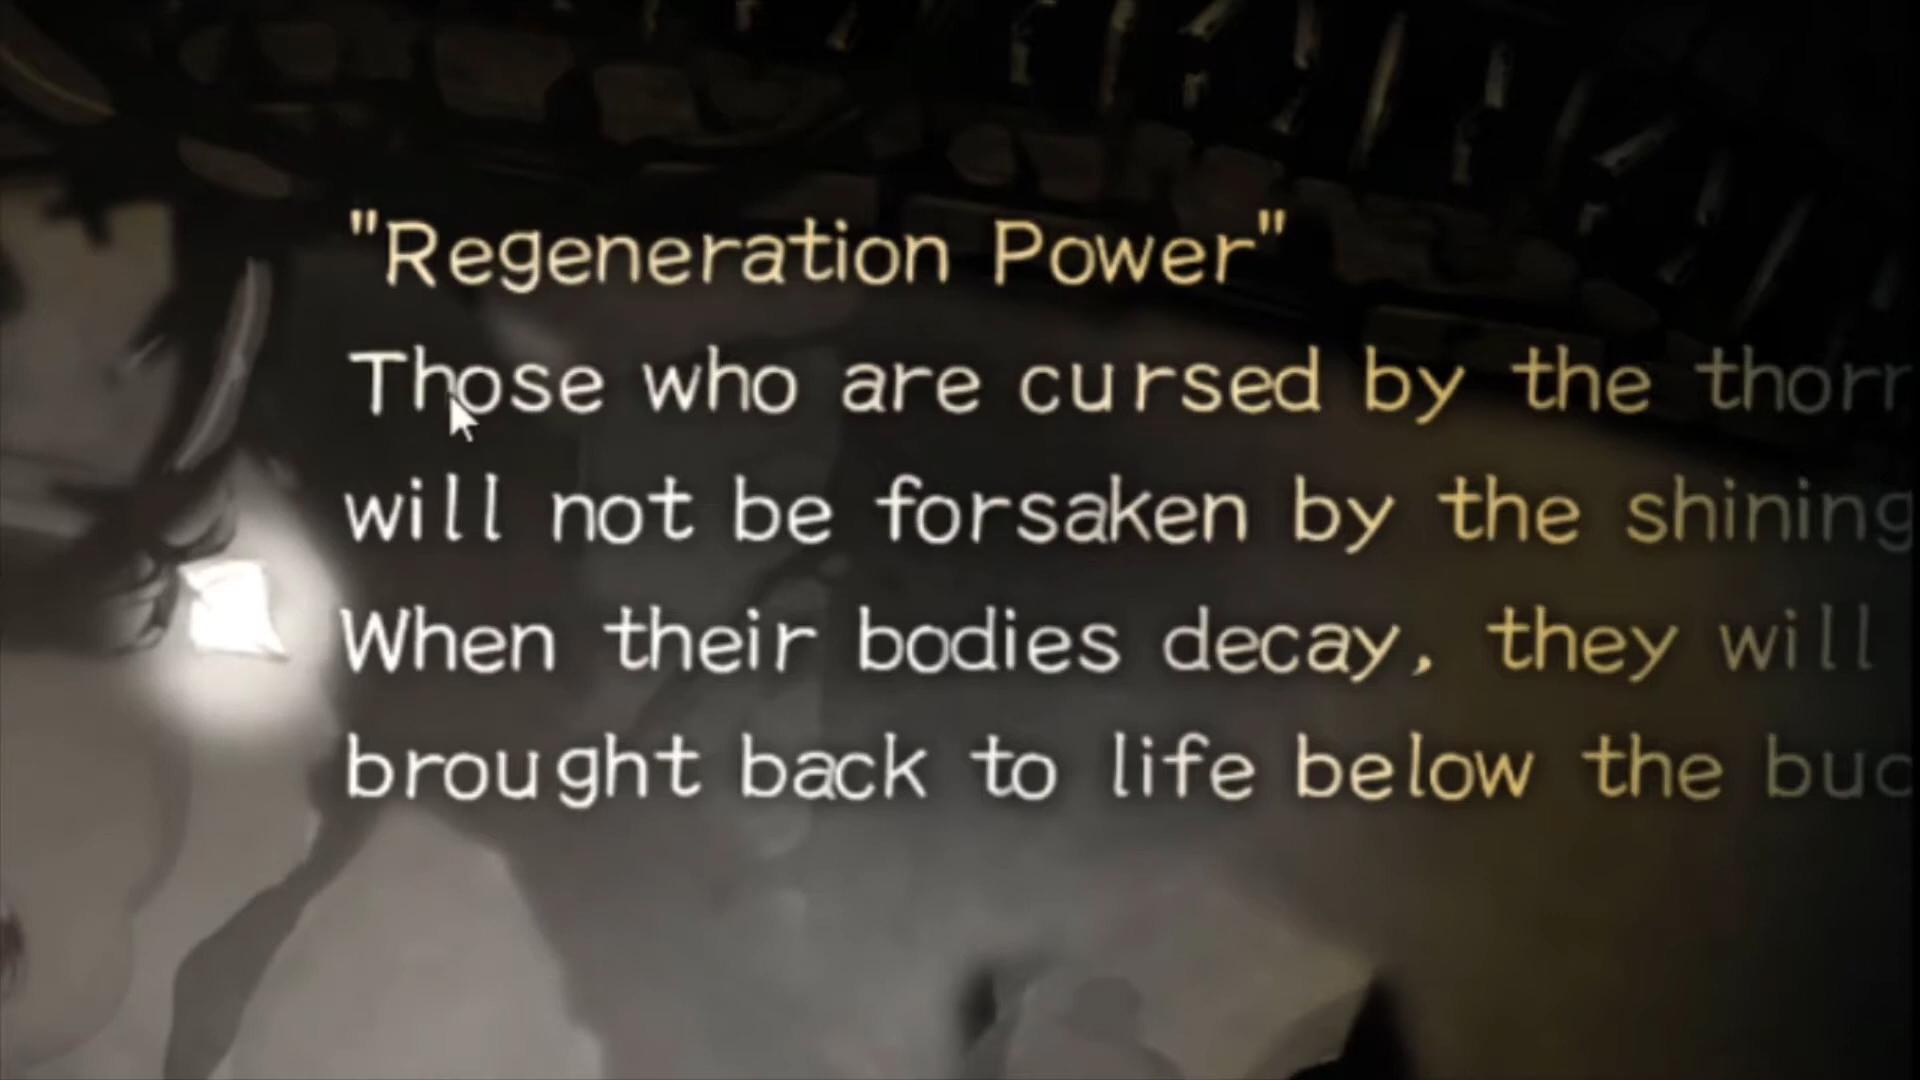 "Regeneration Power"
Those who are cursed by the
will not be forsaken by the shining
When their bodies decay, they will
brought back to life below the